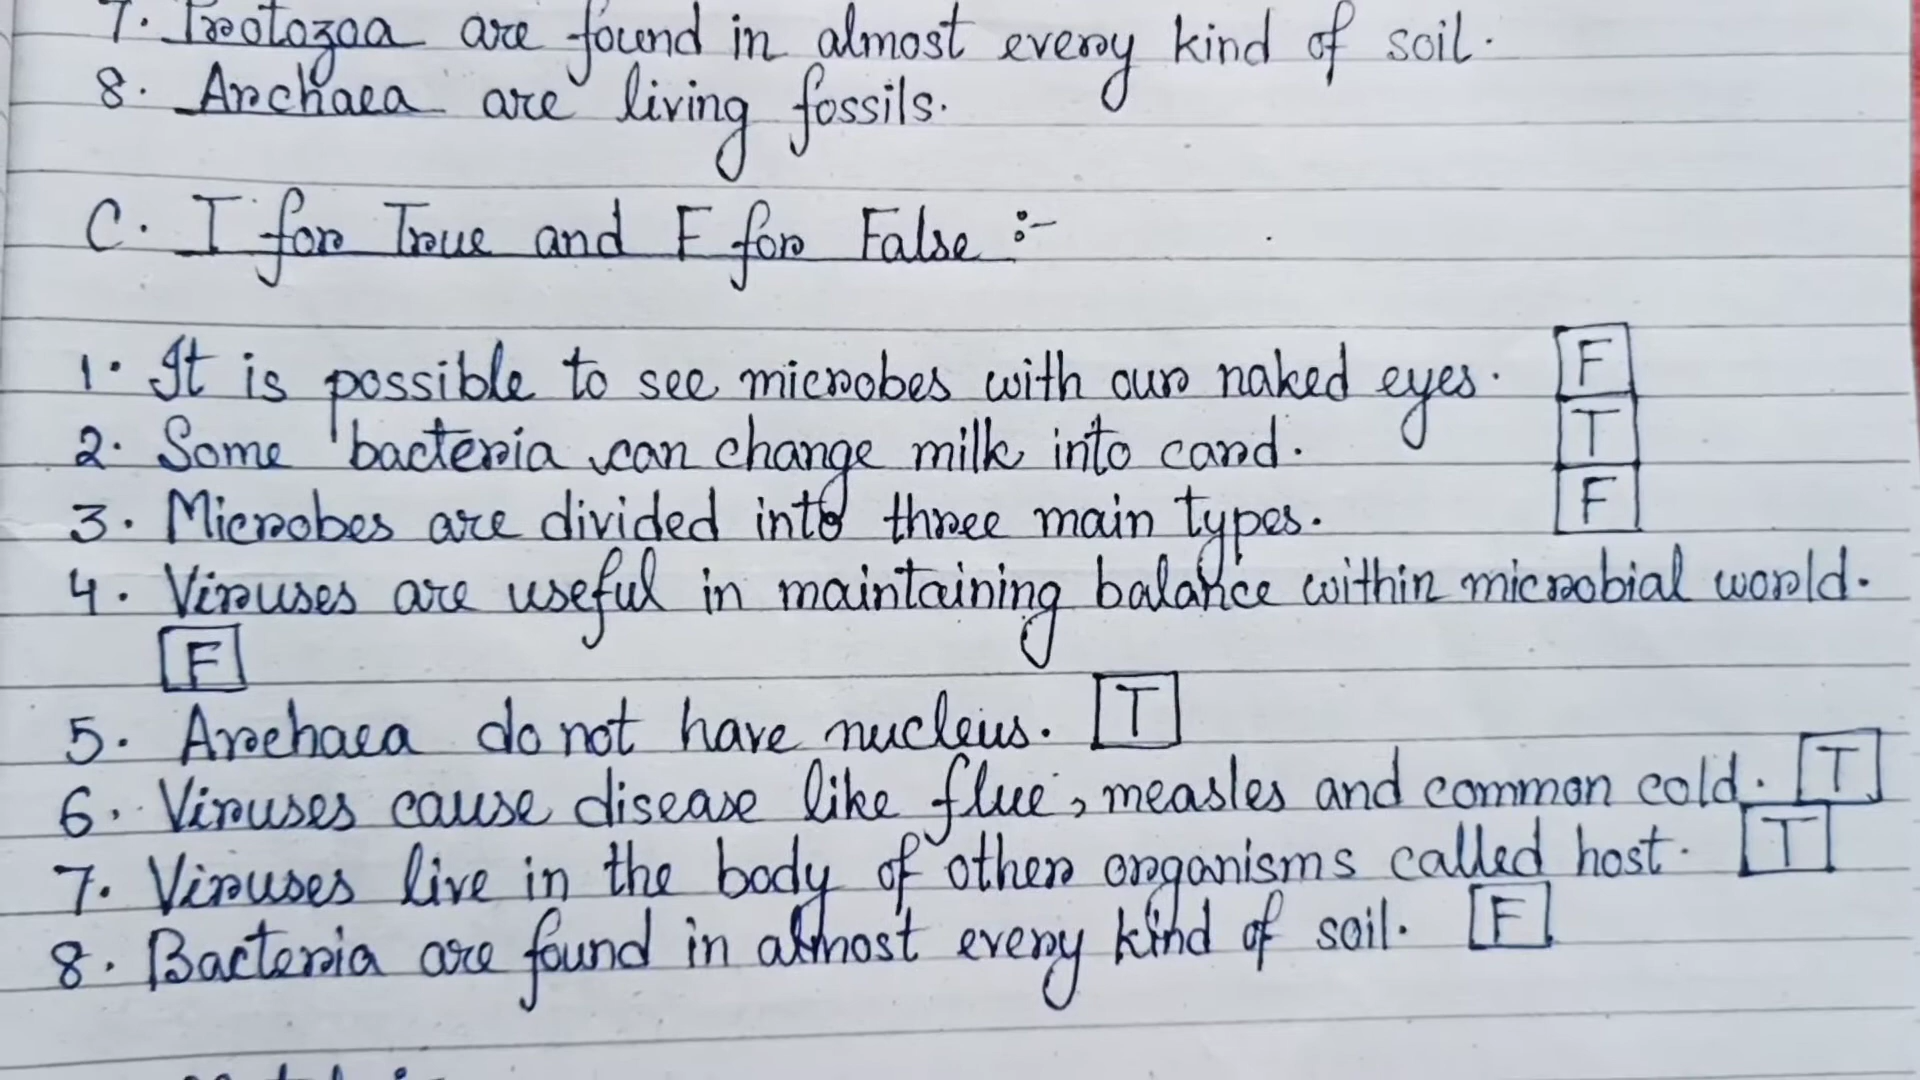 7. Protozoa are found in almost every kind of soil.
8. Archaea are living fossils.
C. T for True and F for False :-
1. It is possible to see microbes with our naked eyes. F
2. Some bacteria can change milk into card. T
3. Microbes are divided into three main types. F
4. Viruses are useful in maintaining balance within microbial world.
F
5. Archaea do not have nucleus. T
6. Viruses cause disease like flue, measles and common cold. T
7. Viruses live in the body of other organisms called host. T
8. Bacteria are found in almost every kind of soil. F